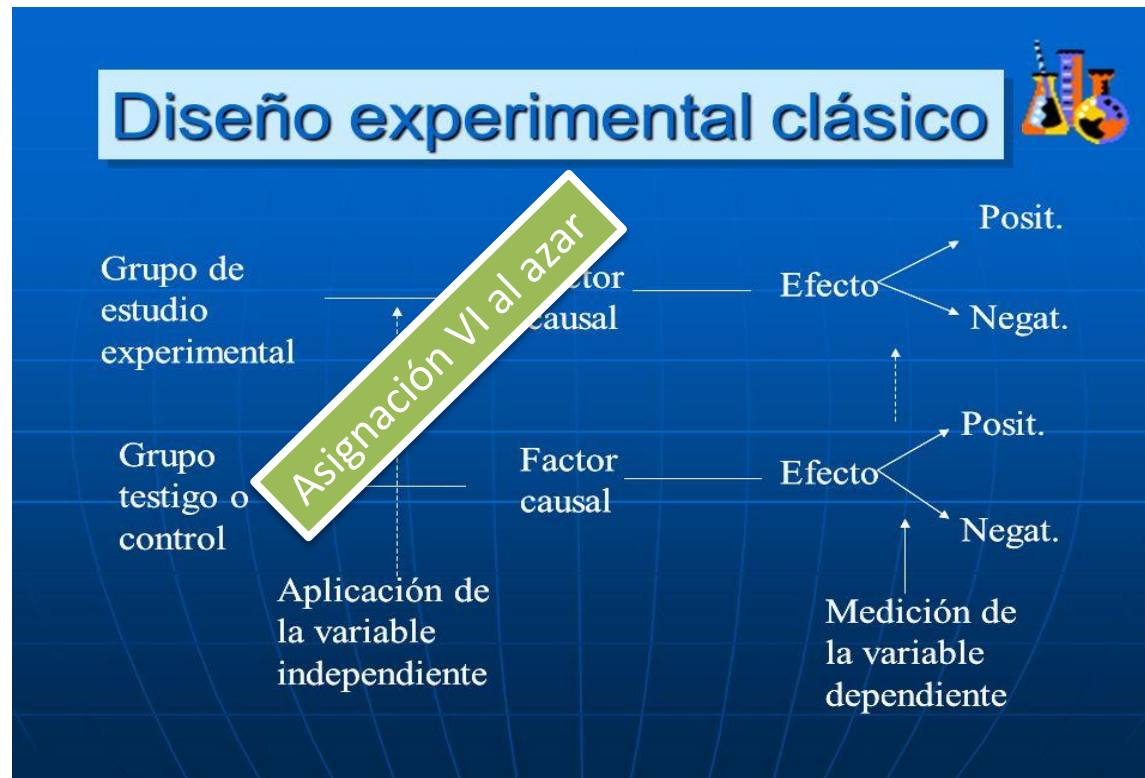 Diseño experimental clásico
Grupo de
estudio
experimental
Asignación VI al azar
causal
Efecto
Posit.
Negat.
Grupo
testigo o
control
Factor
causal
Efecto
Posit.
Negat.
Aplicación de
la variable
independiente
Medición de
la variable
dependiente